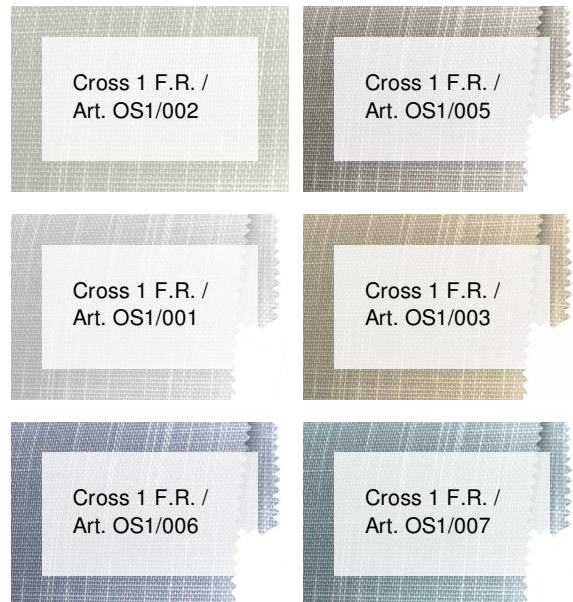 Cross 1 F.R. /
Art. OS1/002
Cross 1 F.R. /
Art. OS1/005
Cross 1 F.R. /
Art. OS1/001
Cross 1 F.R. /
Art. OS1/003
Cross 1 F.R. /
Art. OS1/006
Cross 1 F.R. /
Art. OS1/007